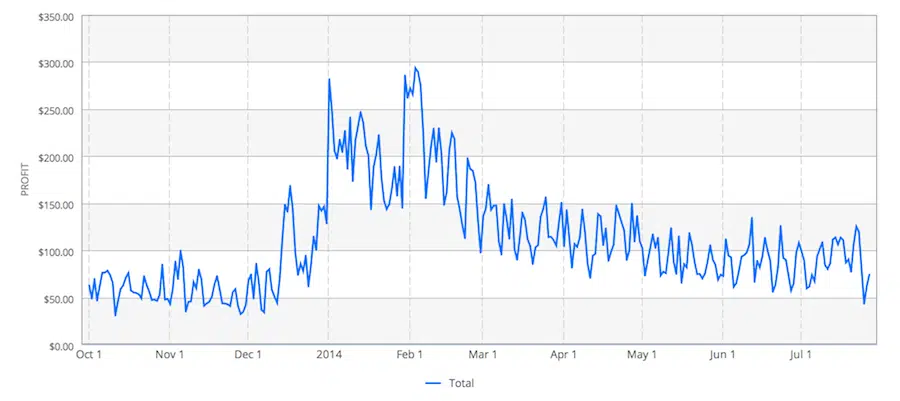 $350.00
$300.00
$250.00
$200.00
$150.00
$100.00
$50.00
$0.00
PROFIT
Oct 1 Nov 1 Dec 1 2014 Feb 1 Mar 1 Apr 1 May 1 Jun 1 Jul 1
Total